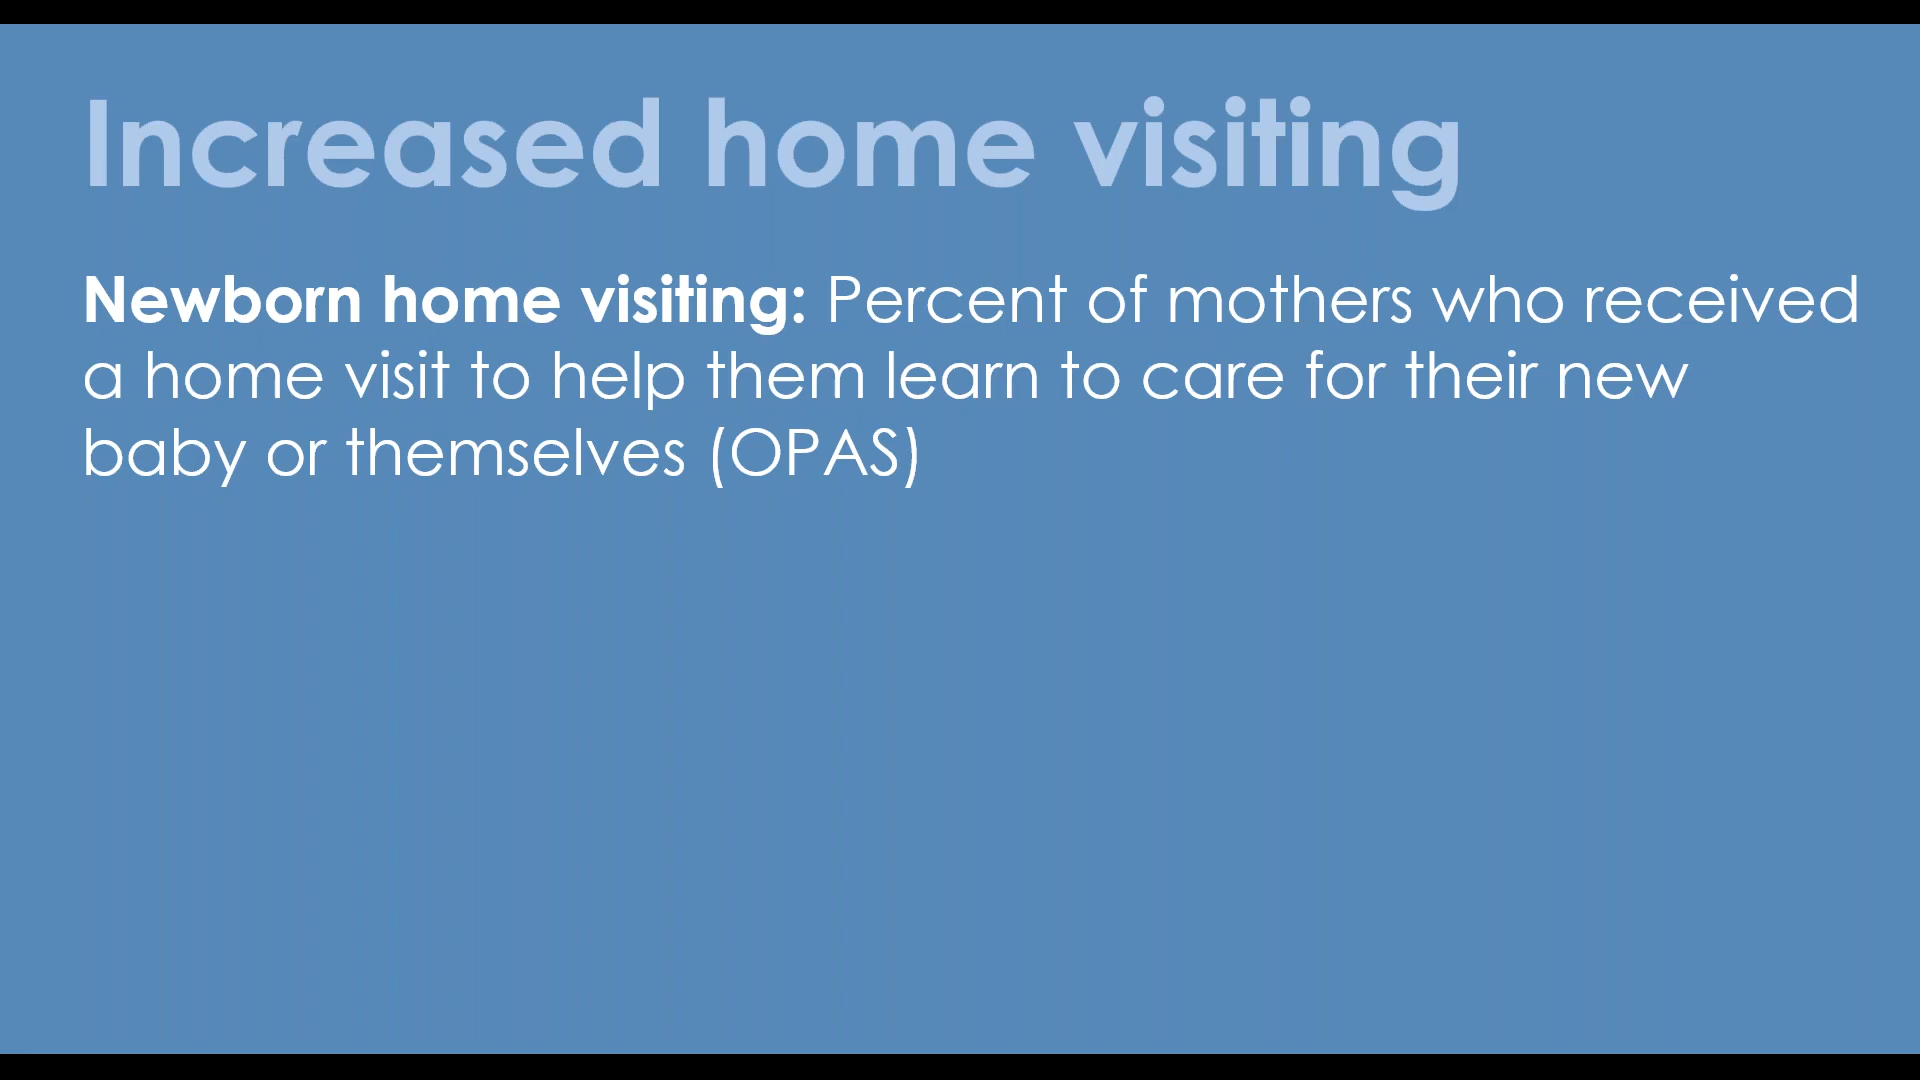 Increased home visiting
Newborn home visiting: Percent of mothers who received
a home visit to help them learn to care for their new
baby or themselves (OPAS)